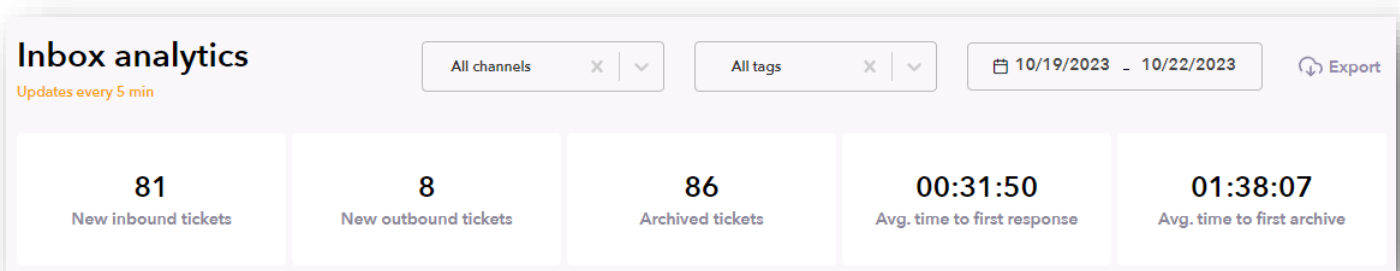 Inbox analytics
Updates every 5 min
All channels
All tags
10/19/2023 - 10/22/2023
Export
81
New inbound tickets
8
New outbound tickets
86
Archived tickets
00:31:50
Avg. time to first response
01:38:07
Avg. time to first archive